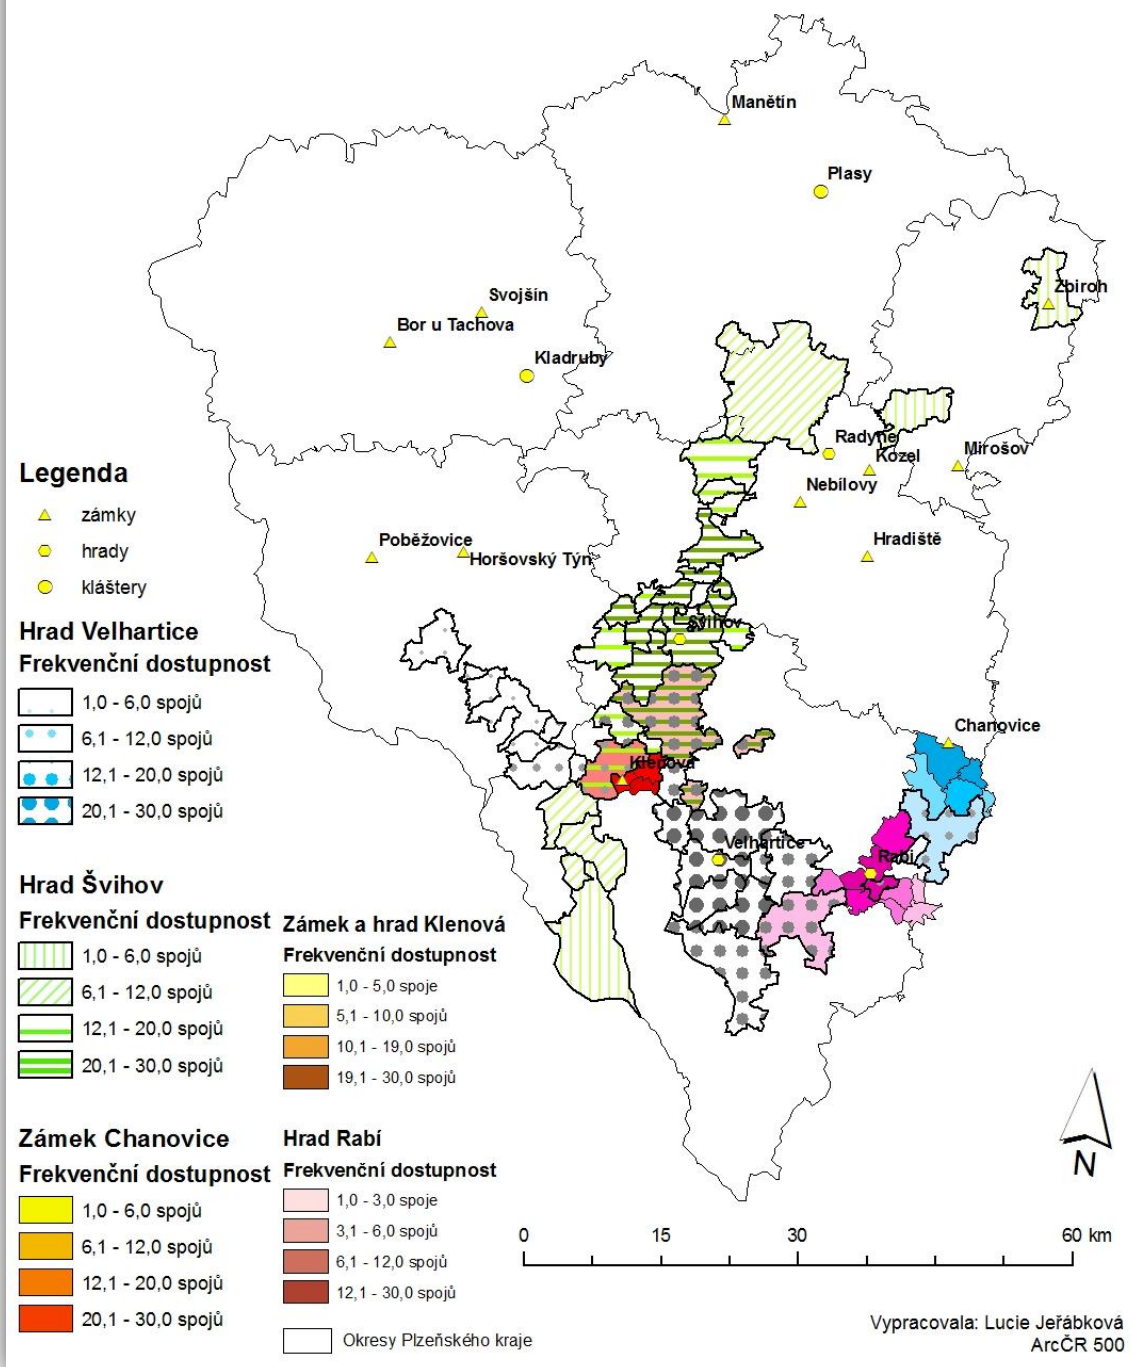 Manětín
Plasy
Zbiroh
Svojšín
Bor u Tachova
Kladruby
Radyně
Kozel
Mirošov
Nebílovy
Hradiště
Poběžovice
Horšovský Týn
Švihov
Chanovice
Klenová
Velhartice
Rabí
Legenda
zámky
hrady
kláštery
Hrad Velhartice
Frekvenční dostupnost
1,0 - 6,0 spojů
6,1 - 12,0 spojů
12,1 - 20,0 spojů
20,1 - 30,0 spojů
Hrad Švihov
Frekvenční dostupnost
1,0 - 6,0 spojů
6,1 - 12,0 spojů
12,1 - 20,0 spojů
20,1 - 30,0 spojů
Zámek a hrad Klenová
Frekvenční dostupnost
1,0 - 5,0 spoje
5,1 - 10,0 spojů
10,1 - 19,0 spojů
19,1 - 30,0 spojů
Zámek Chanovice
Frekvenční dostupnost
1,0 - 6,0 spojů
6,1 - 12,0 spojů
12,1 - 20,0 spojů
20,1 - 30,0 spojů
Hrad Rabí
Frekvenční dostupnost
1,0 - 3,0 spoje
3,1 - 6,0 spojů
6,1 - 12,0 spojů
12,1 - 30,0 spojů
Okresy Plzeňského kraje
N
0 15 30 60 km
Vypracovala: Lucie Jeřábková
ArcČR 500